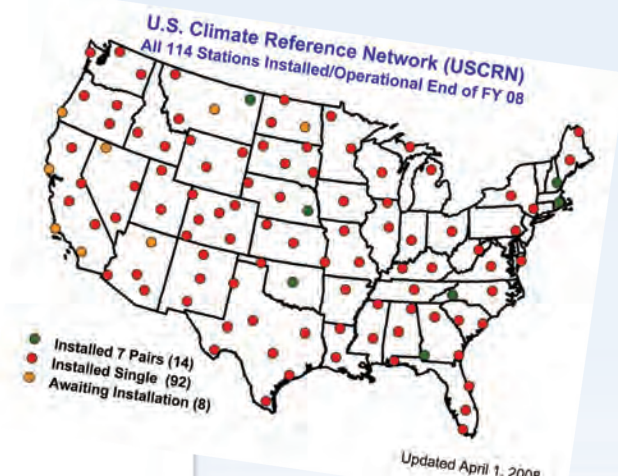 U.S. Climate Reference Network (USCRN)
All 114 Stations Installed/Operational End of FY 08
Installed 7 Pairs (14)
Installed Single (92)
Awaiting Installation (8)
Updated April 1, 2008